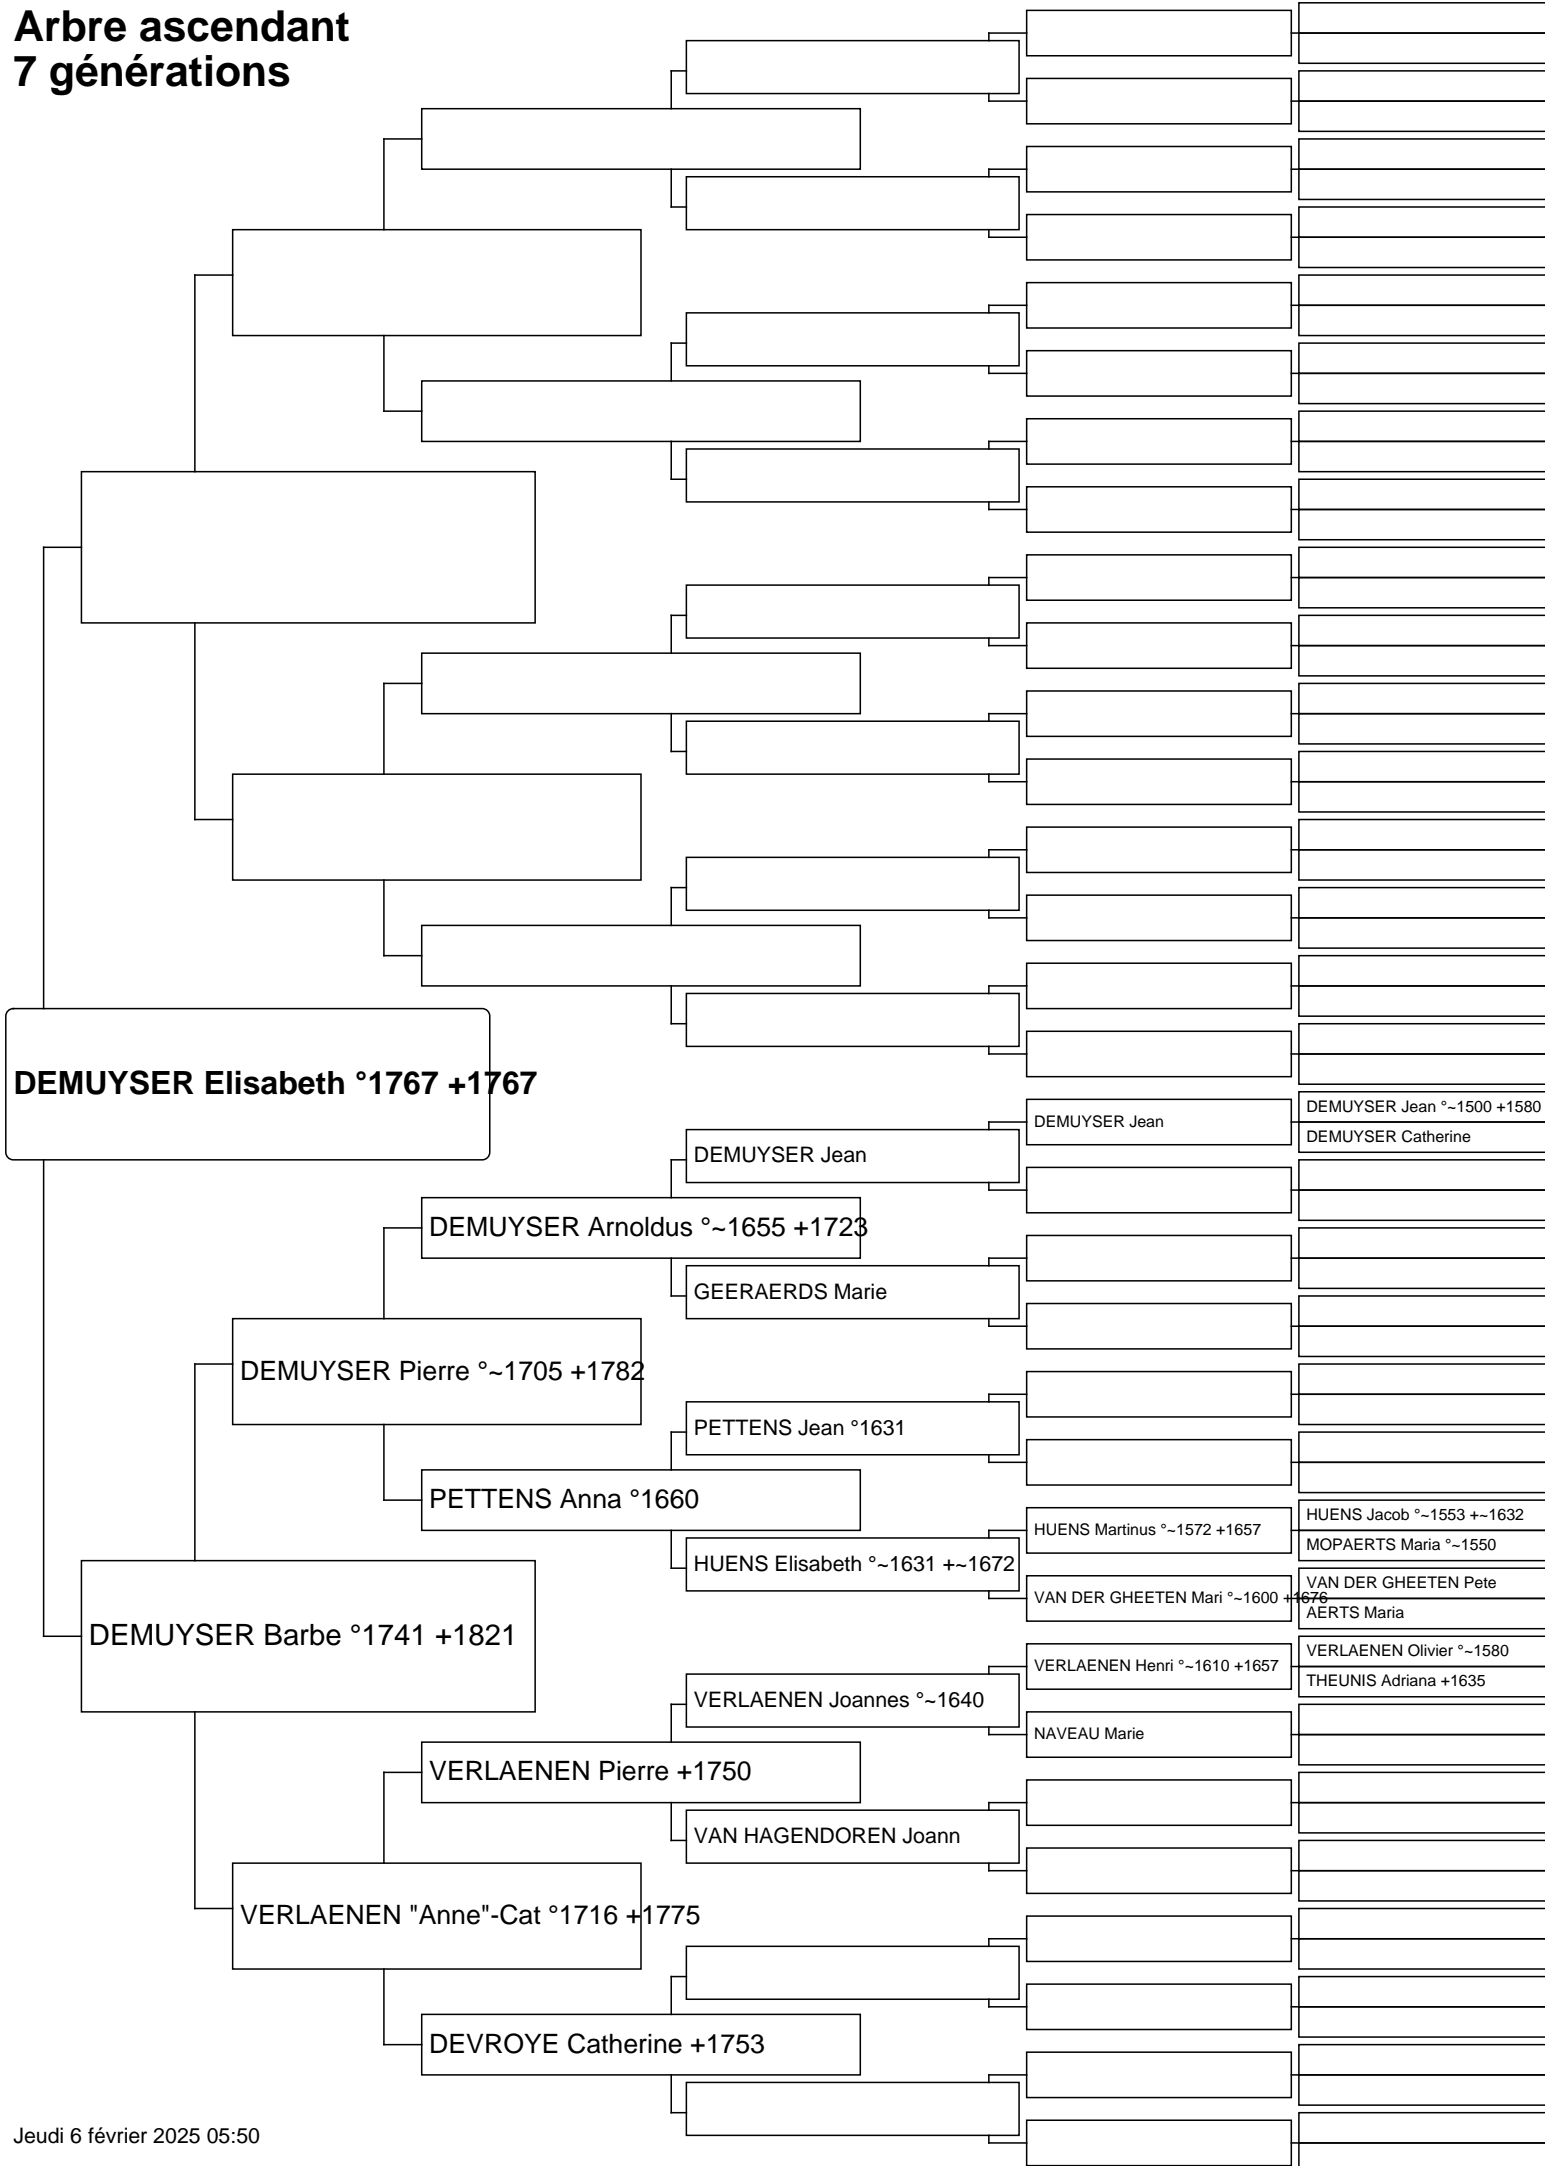 Arbre ascendant
7 générations
DEMUYSER Elisabeth °1767 +1767
DEMUYSER Jean °~1500 +1580
DEMUYSER Jean
DEMUYSER Catherine
DEMUYSER Jean
DEMUYSER Arnoldus °~1655 +1723
GEERAERDS Marie
DEMUYSER Pierre °~1705 +1782
PETTENS Jean °1631
PETTENS Anna °1660
HUENS Jacob °~1553 +~1632
HUENS Martinus °~1572 +1657
MOPAERTS Maria °~1550
HUENS Elisabeth °~1631 +~1672
VAN DER GHEETEN Pete
VAN DER GHEETEN Mari °~1600 +1676
AERTS Maria
DEMUYSER Barbe °1741 +1821
VERLAENEN Olivier °~1580
VERLAENEN Henri °~1610 +1657
THEUNIS Adriana +1635
VERLAENEN Joannes °~1640
NAVEAU Marie
VERLAENEN Pierre +1750
VAN HAGENDOREN Joann
VERLAENEN "Anne"-Cat °1716 +1775
DEVROYE Catherine +1753
Jeudi 6 février 2025 05:50